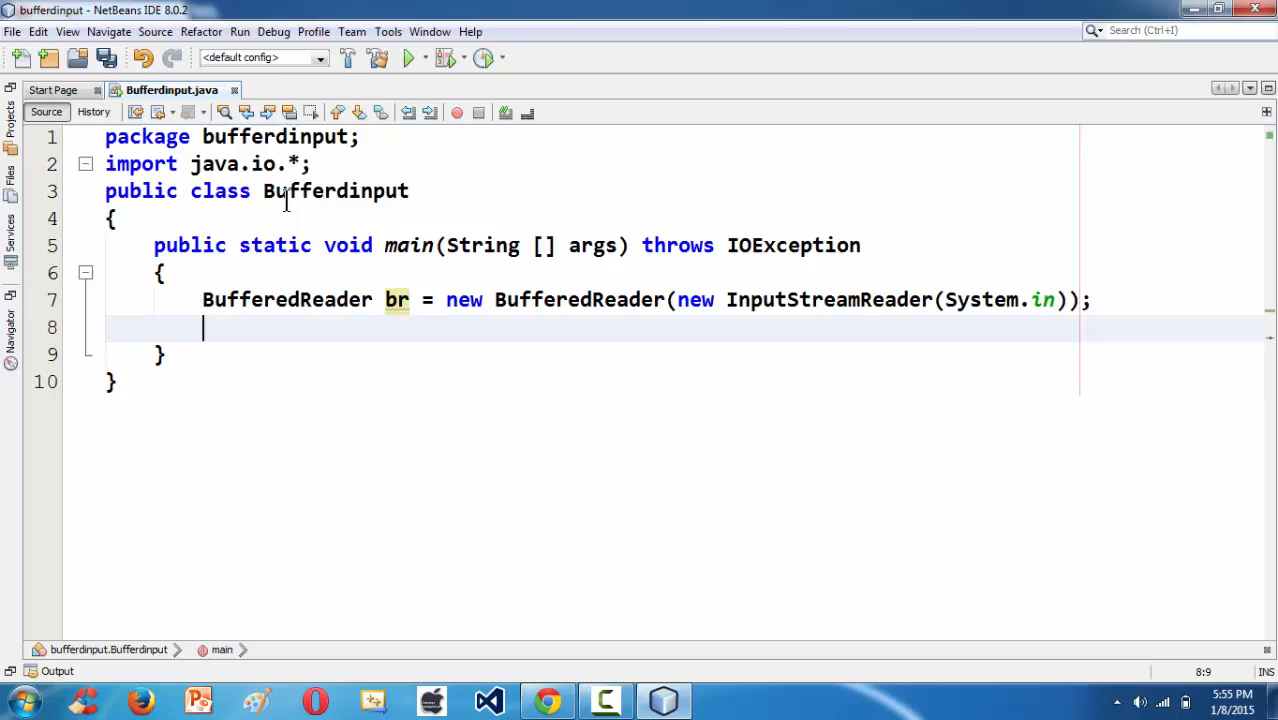 bufferdinput - NetBeans IDE 8.0.2
File Edit View Navigate Source Refactor Run Debug Profile Team Tools Window Help
Search (Ctrl+I)
<default config>
Start Page
Bufferdinput.java
Source
History
Projects
Files
Services
Navigator
1 package bufferdinput;
2 import java.io.*;
3 public class Bufferdinput
4 {
5 public static void main(String [] args) throws IOException
6 {
7 BufferedReader br = new BufferedReader(new InputStreamReader(System.in));
8
9 }
10 }
bufferdinput.Bufferdinput
main
Output
8:9
INS
5:55 PM
1/8/2015